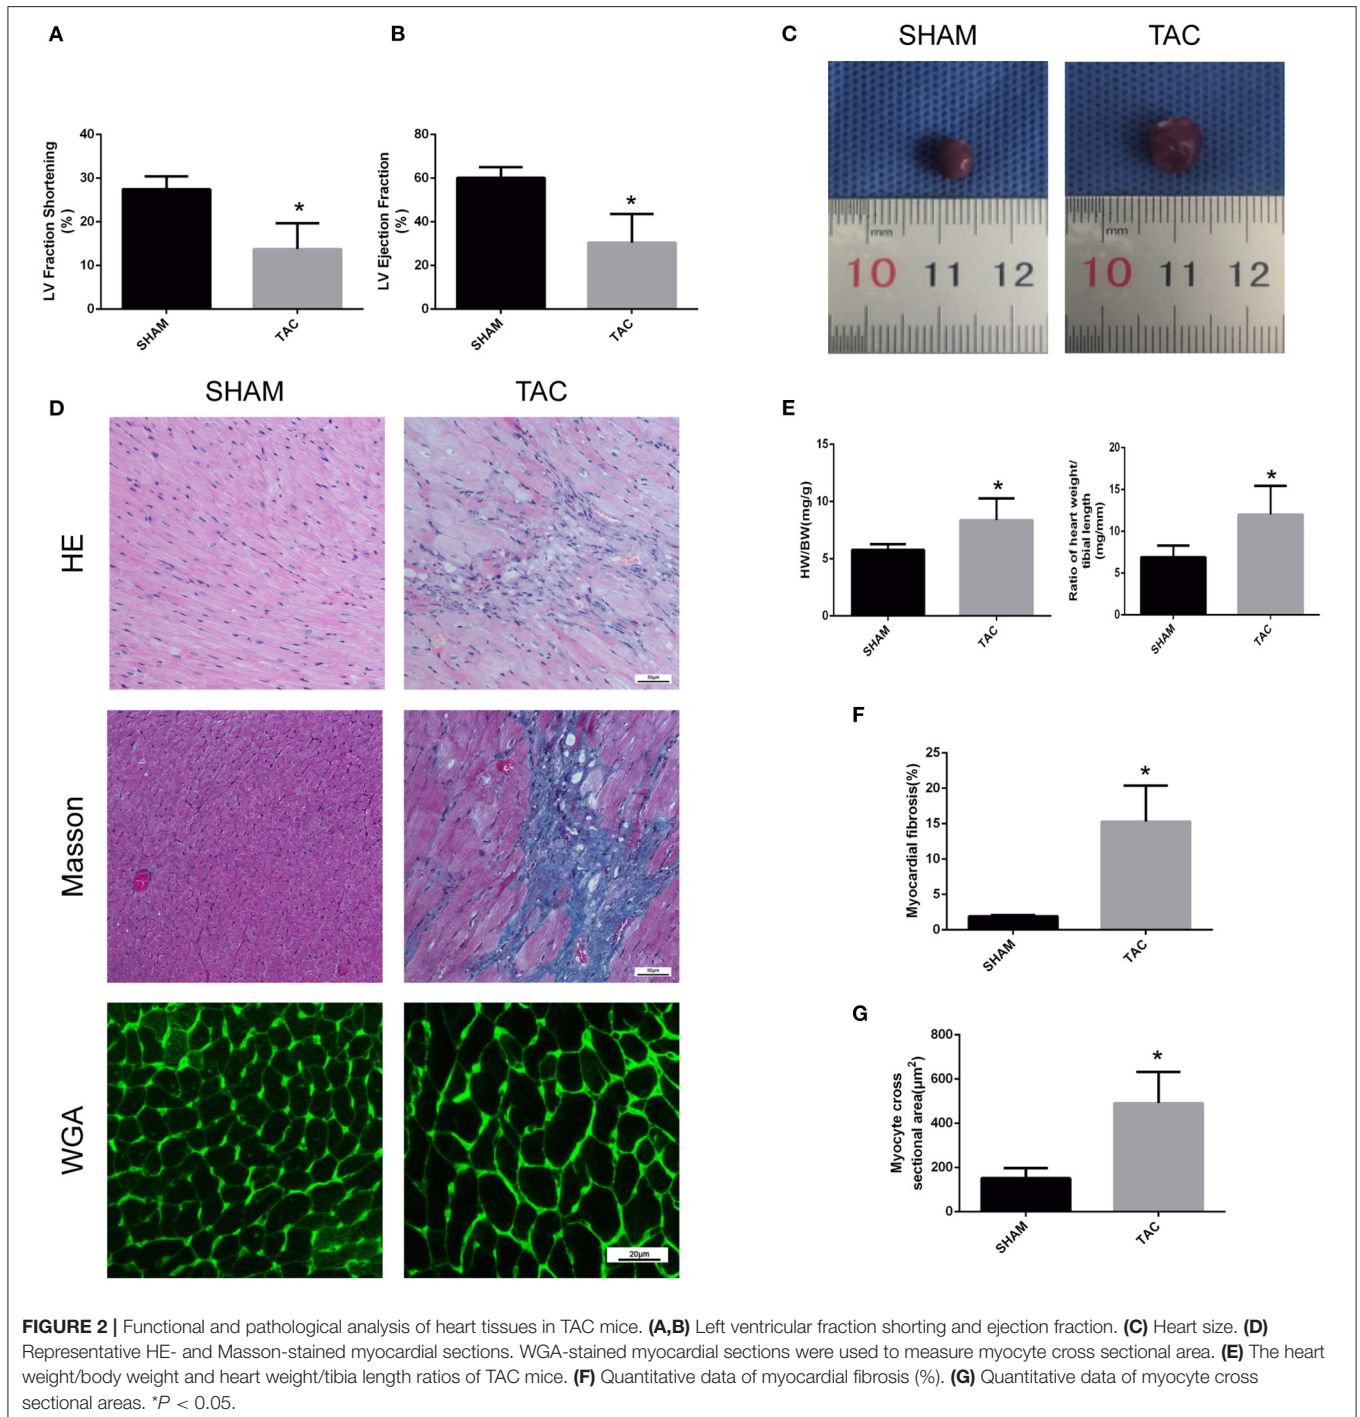 A
B
C
SHAM
TAC
LV Fraction Shortening
(%)
40
30
20
10
0
*
SHAM
TAC
LV Ejection Fraction
(%)
80
60
40
20
0
*
SHAM
TAC
mm
10 11 12
mm
10 11 12
D
SHAM
TAC
HE
50μm
Masson
50μm
WGA
20μm
E
HW/BW(mg/g)
15
10
5
0
*
SHAM
TAC
Ratio of heart weight/
tibial length
(mg/mm)
20
15
10
5
0
*
SHAM
TAC
F
Myocardial fibrosis(%)
25
20
15
10
5
0
*
SHAM
TAC
G
Myocyte cross
sectional area(μm²)
800
600
400
200
0
*
SHAM
TAC
FIGURE 2 | Functional and pathological analysis of heart tissues in TAC mice. (A,B) Left ventricular fraction shorting and ejection fraction. (C) Heart size. (D)
Representative HE- and Masson-stained myocardial sections. WGA-stained myocardial sections were used to measure myocyte cross sectional area. (E) The heart
weight/body weight and heart weight/tibia length ratios of TAC mice. (F) Quantitative data of myocardial fibrosis (%). (G) Quantitative data of myocyte cross
sectional areas. *P < 0.05.